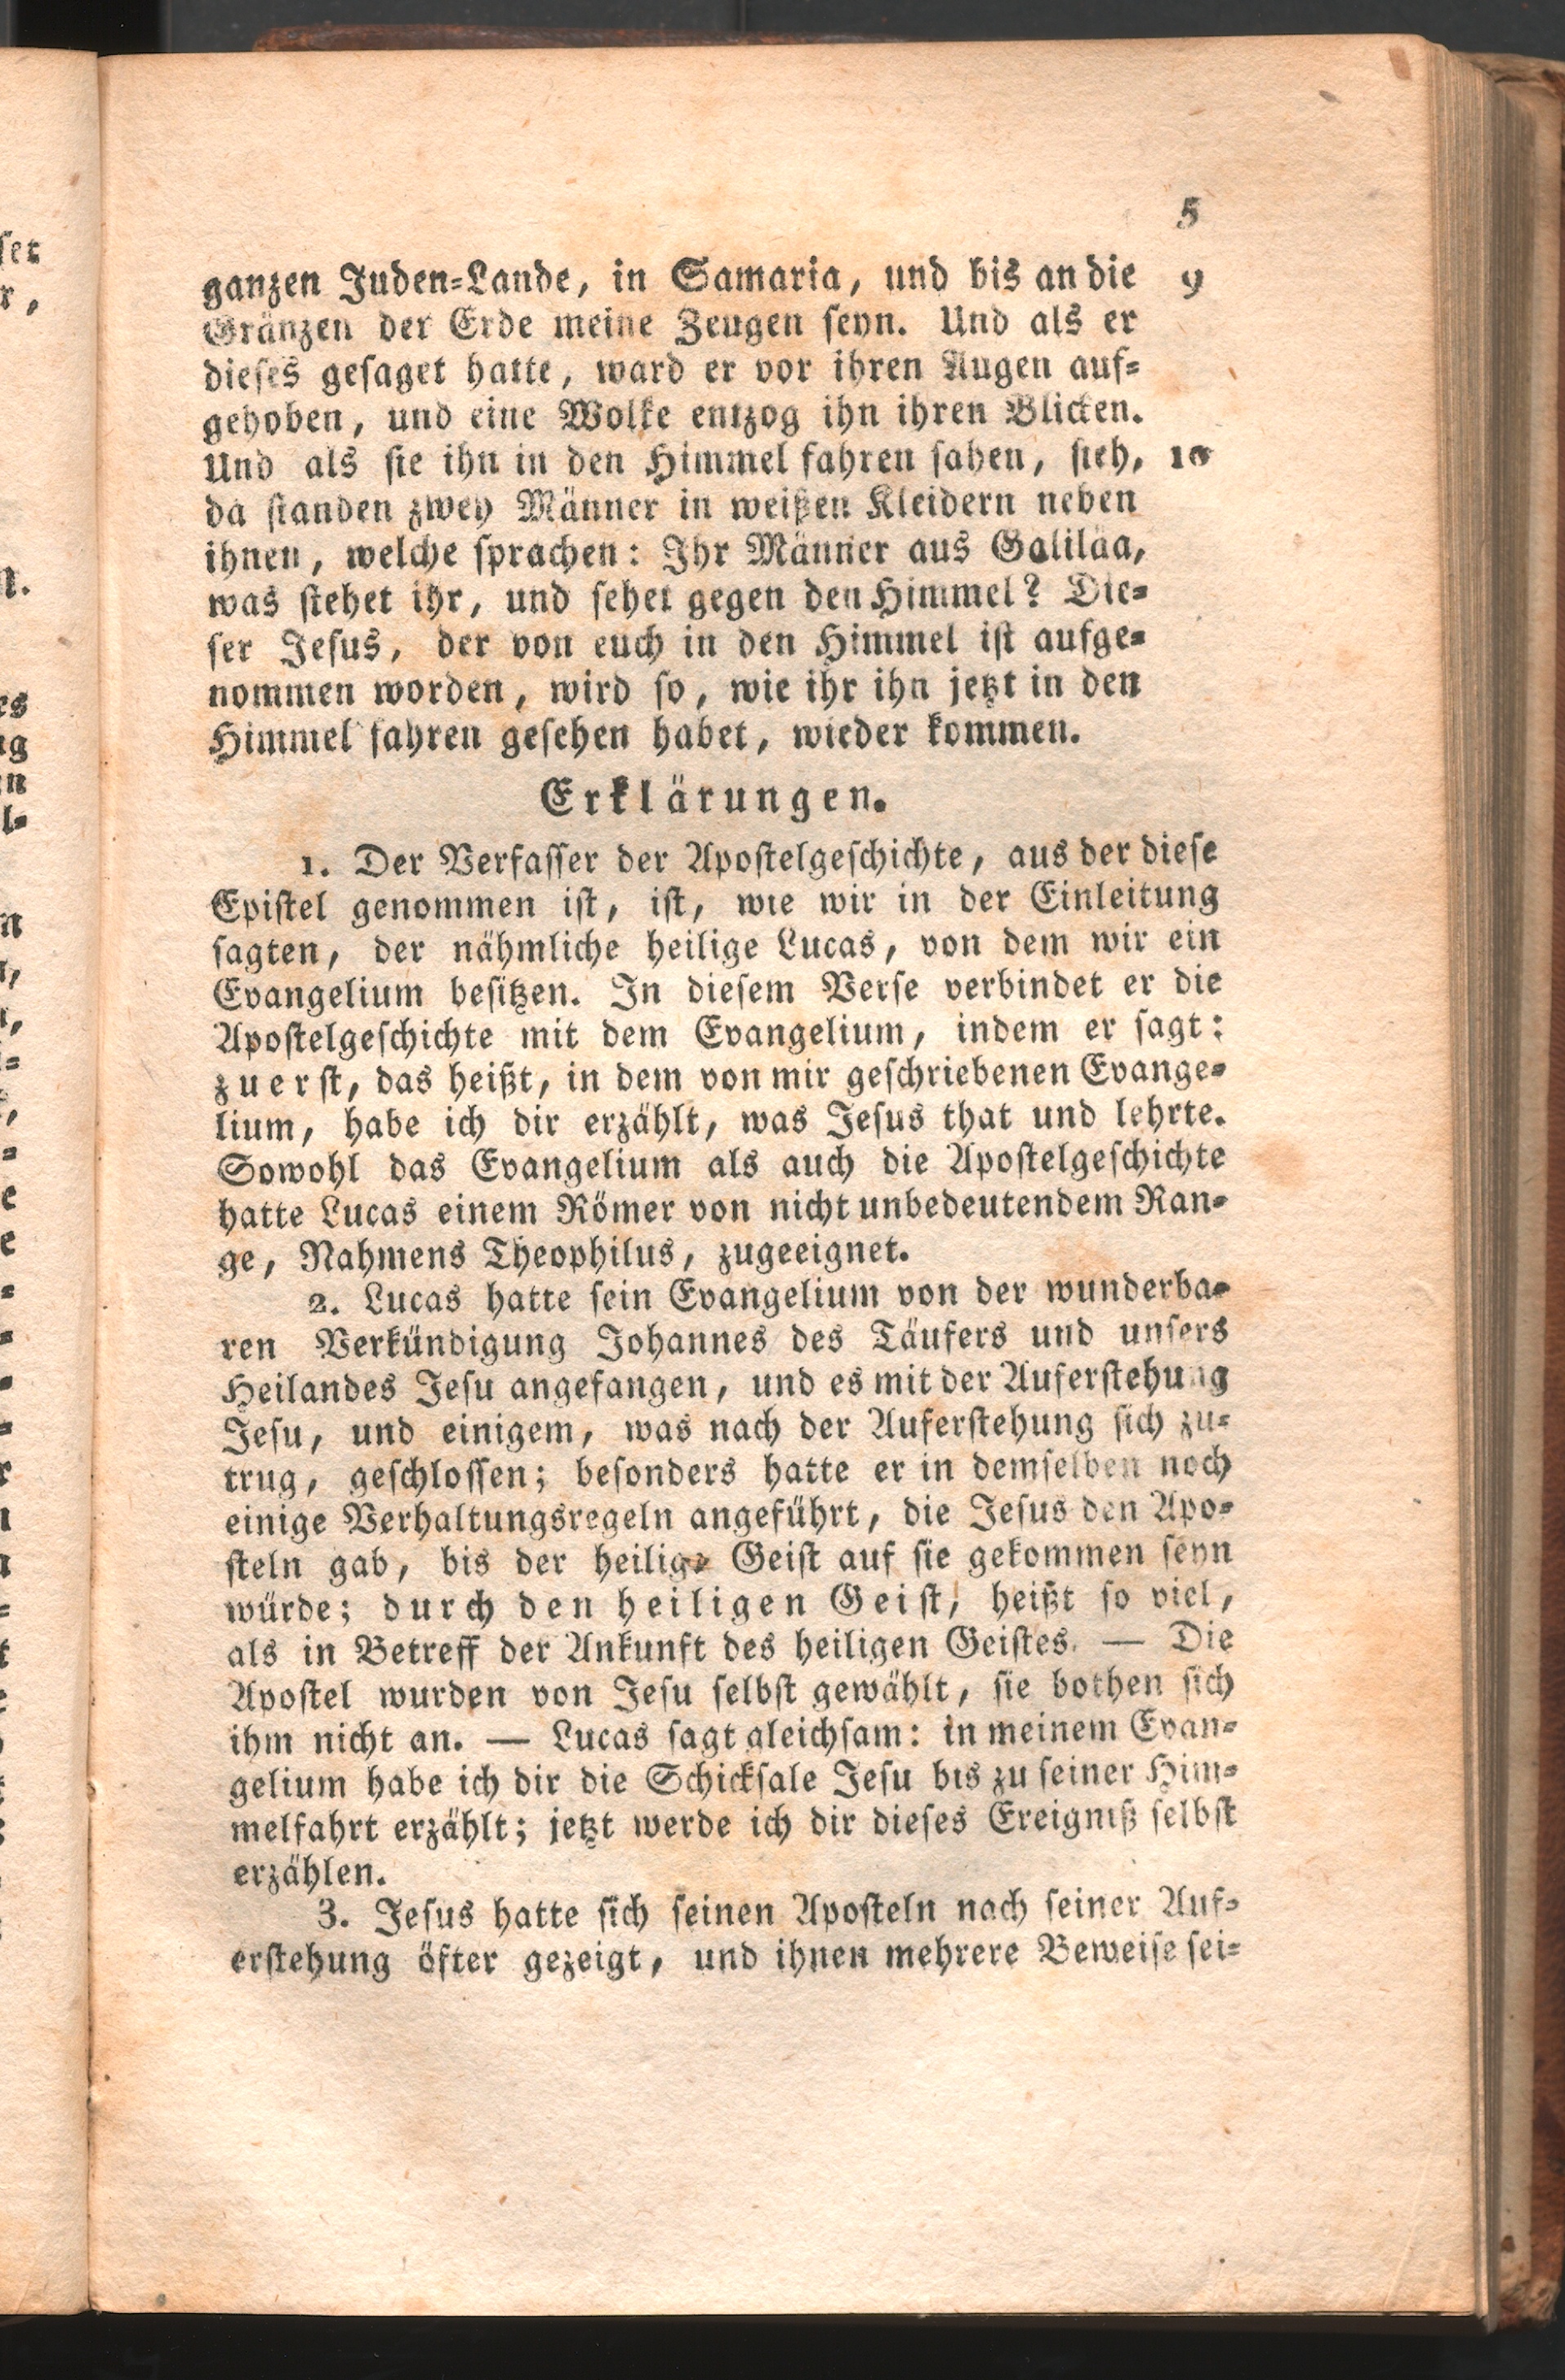 5
ganzen Juden-Lande, in Samaria, und bis an die 9
Gränzen der Erde meine Zeugen seyn. Und als er
dieses gesaget hatte, ward er vor ihren Augen auf-
gehoben, und eine Wolke entzog ihn ihren Blicken.
Und als sie ihn in den Himmel fahren sahen, sieh, 10
da standen zwey Männer in weißen Kleidern neben
ihnen, welche sprachen: Ihr Männer aus Galiläa,
was stehet ihr, und sehet gegen den Himmel? Die-
ser Jesus, der von euch in den Himmel ist aufge-
nommen worden, wird so, wie ihr ihn jetzt in den
Himmel fahren gesehen habet, wieder kommen.
Erklärungen.
1. Der Verfasser der Apostelgeschichte, aus der diese
Epistel genommen ist, ist, wie wir in der Einleitung
sagten, der nähmliche heilige Lucas, von dem wir ein
Evangelium besitzen. In diesem Verse verbindet er die
Apostelgeschichte mit dem Evangelium, indem er sagt:
zuerst, das heißt, in dem von mir geschriebenen Evange-
lium, habe ich dir erzählt, was Jesus that und lehrte.
Sowohl das Evangelium als auch die Apostelgeschichte
hatte Lucas einem Römer von nicht unbedeutendem Ran-
ge, Nahmens Theophilus, zugeeignet.
2. Lucas hatte sein Evangelium von der wunderba-
ren Verkündigung Johannes des Täufers und unsers
Heilandes Jesu angefangen, und es mit der Auferstehung
Jesu, und einigem, was nach der Auferstehung sich zu-
trug, geschlossen; besonders hatte er in demselben noch
einige Verhaltungsregeln angeführt, die Jesus den Apo-
steln gab, bis der heilige Geist auf sie gekommen seyn
würde; durch den heiligen Geist, heißt so viel,
als in Betreff der Ankunft des heiligen Geistes. — Die
Apostel wurden von Jesu selbst gewählt, sie bothen sich
ihm nicht an. — Lucas sagt gleichsam: in meinem Evan-
gelium habe ich dir die Schicksale Jesu bis zu seiner Him-
melfahrt erzählt; jetzt werde ich dir dieses Ereigniß selbst
erzählen.
3. Jesus hatte sich seinen Aposteln nach seiner Auf-
erstehung öfter gezeigt, und ihnen mehrere Beweise sei-